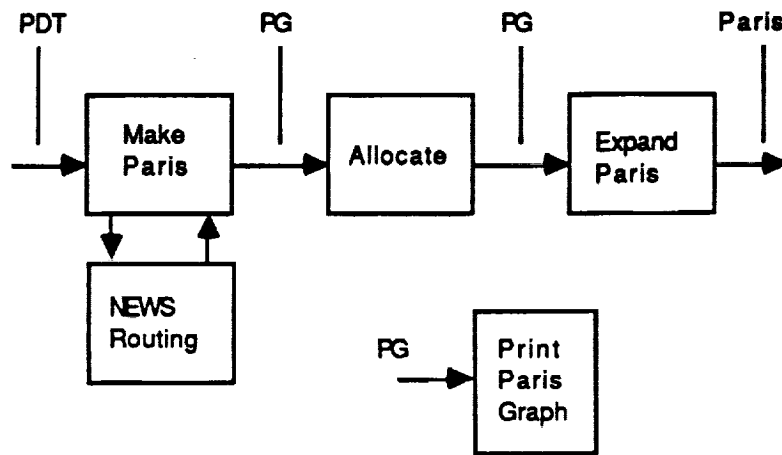 PDT
PG
PG
Paris
Make
Paris
Allocate
Expand
Paris
NEWS
Routing
PG
Print
Paris
Graph